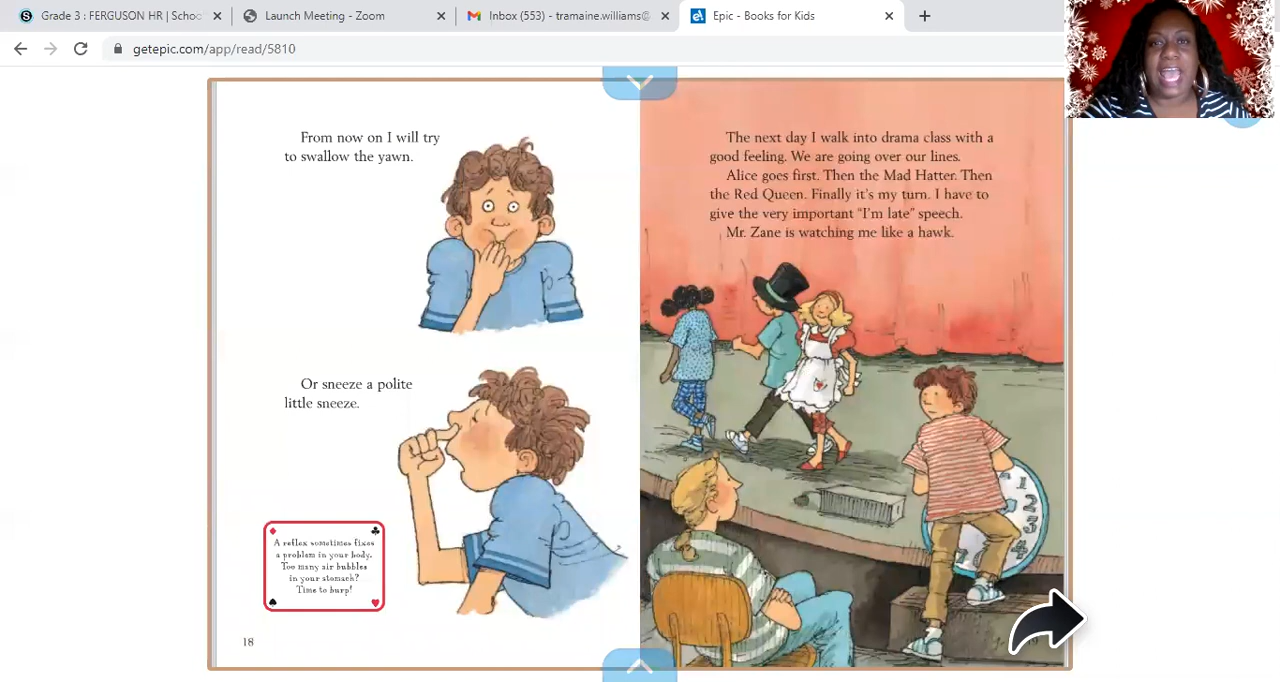 Grade 3 : FERGUSON HR | Schoo
Launch Meeting - Zoom
Inbox (553) - tramaine.williams@
Epic - Books for Kids
getepic.com/app/read/5810
From now on I will try
to swallow the yawn.
Or sneeze a polite
little sneeze.
A reflex sometimes fixes
a problem in your body.
Too many air bubbles
in your stomach?
Time to burp!
18
The next day I walk into drama class with a
good feeling. We are going over our lines.
Alice goes first. Then the Mad Hatter. Then
the Red Queen. Finally it's my turn. I have to
give the very important "I'm late" speech.
Mr. Zane is watching me like a hawk.
1
2
3
4